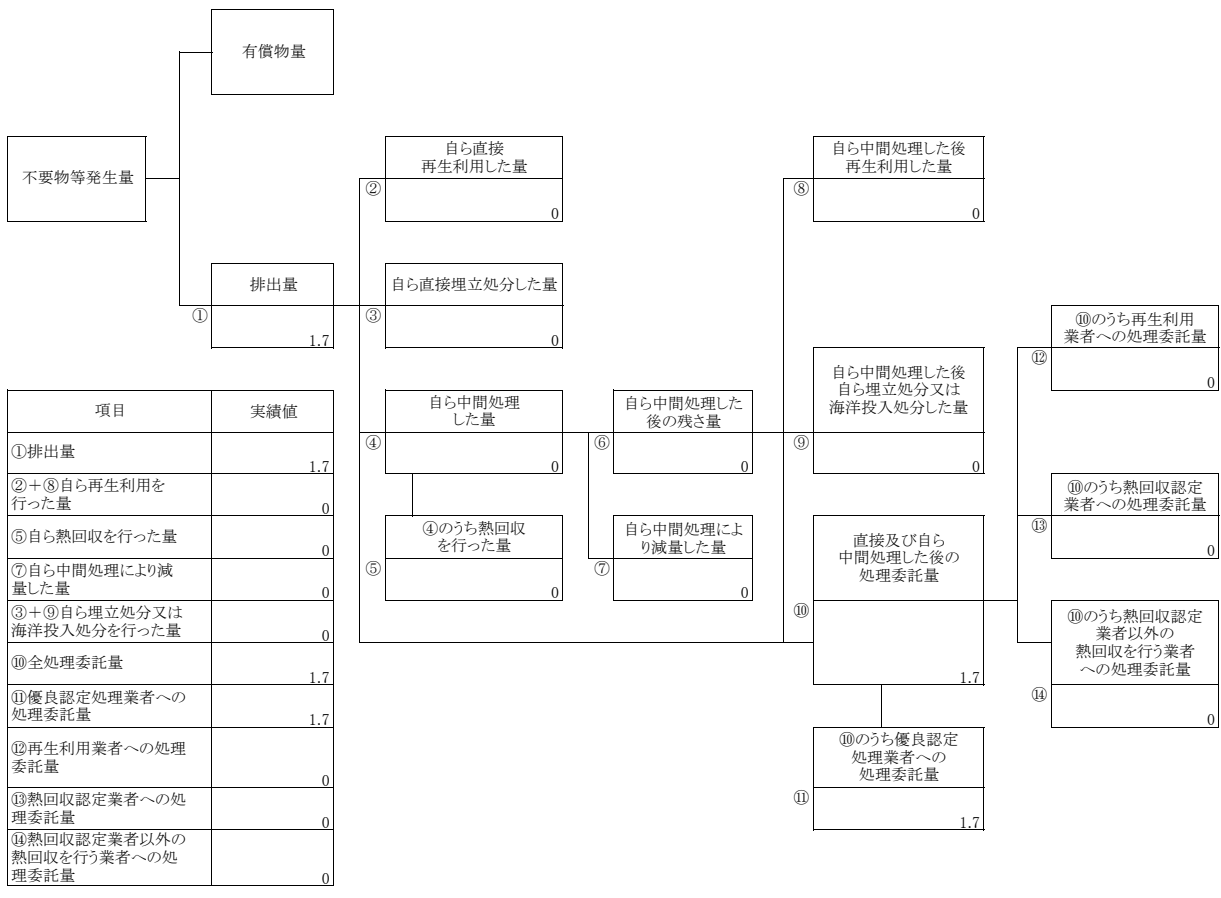 有償物量
不要物等発生量
自ら直接
再生利用した量
②
0
自ら中間処理した後
再生利用した量
⑧
0
排出量
①
1.7
自ら直接埋立処分した量
③
0
⑩のうち再生利用
業者への処理委託量
⑫
0
自ら中間処理した後
自ら埋立処分又は
海洋投入処分した量
⑨
0
自ら中間処理
した量
④
0
自ら中間処理した
後の残さ量
⑥
0
⑩のうち熱回収認定
業者への処理委託量
⑬
0
④のうち熱回収
を行った量
⑤
0
自ら中間処理によ
り減量した量
⑦
0
直接及び自ら
中間処理した後の
処理委託量
⑩
1.7
⑩のうち熱回収認定
業者以外の
熱回収を行う業者
への処理委託量
⑭
0
⑩のうち優良認定
処理業者への
処理委託量
⑪
1.7
項目 実績値
①排出量
1.7
②+⑧自ら再生利用を
行った量
0
⑤自ら熱回収を行った量
0
⑦自ら中間処理により減
量した量
0
③+⑨自ら埋立処分又は
海洋投入処分を行った量
0
⑩全処理委託量
1.7
⑪優良認定処理業者への
処理委託量
1.7
⑫再生利用業者への処理
委託量
0
⑬熱回収認定業者への処
理委託量
0
⑭熱回収認定業者以外の
熱回収を行う業者への処
理委託量
0